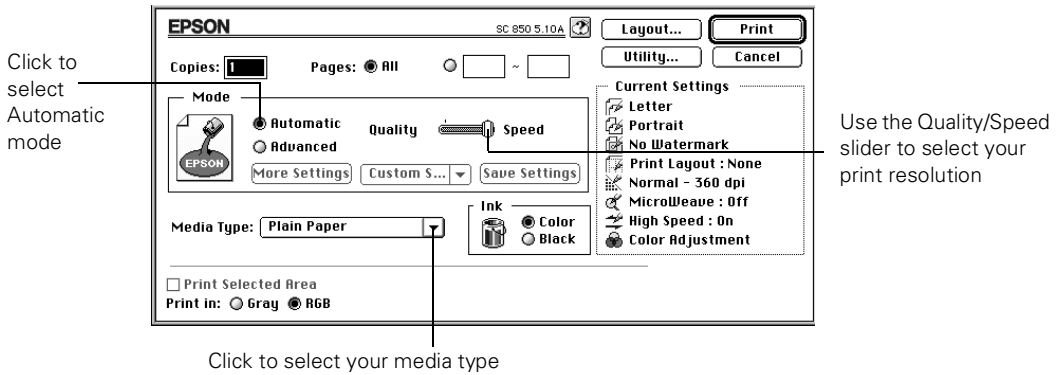 EPSON
SC 850 5.10A
Layout...
Print
Utility...
Cancel
Copies: 1
Pages: All
~
Click to
select
Automatic
mode
Mode
EPSON
Automatic
Advanced
Quality
Speed
More Settings
Custom S...
Save Settings
Current Settings
Letter
Portrait
No Watermark
Print Layout : None
Normal - 360 dpi
MicroWeave : Off
High Speed : On
Color Adjustment
Use the Quality/Speed
slider to select your
print resolution
Media Type: Plain Paper
Ink
Color
Black
Print Selected Area
Print in: Gray RGB
Click to select your media type